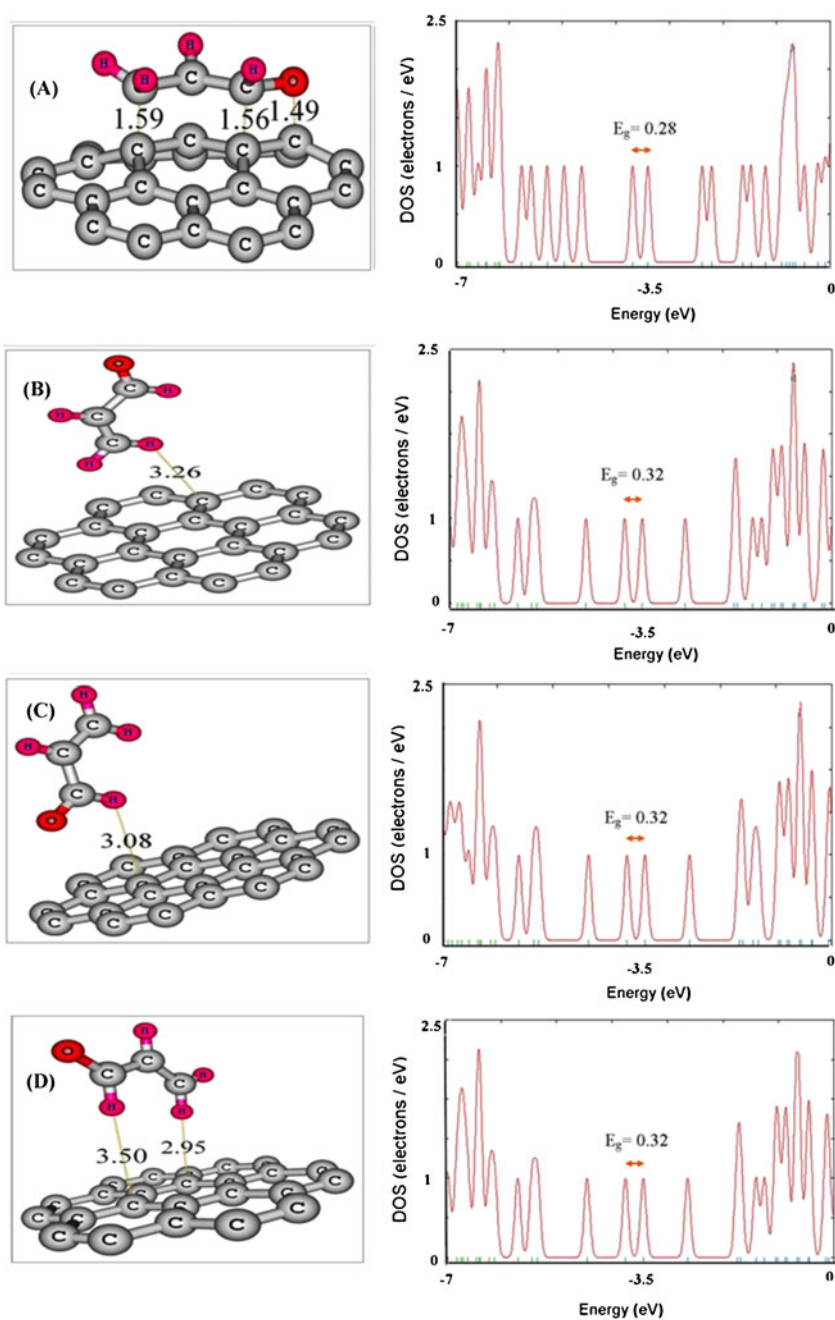 (A)
H
H
H
H
C
C
C
O
1.59
1.56
1.49
C C C C C C C C C C C C C C C C
2.5
1
0
DOS (electrons / eV)
Eg= 0.28
-7
-3.5
0
Energy (eV)
(B)
O
C
H
H
C
C
H
H
3.26
C C C C C C C C C C C C C C C C C C C C C C C C
2.5
1
0
DOS (electrons / eV)
Eg= 0.32
-7
-3.5
0
Energy (eV)
(C)
H
C
H
H
C
C
H
O
3.08
C C C C C C C C C C C C C C C C C C C C
2.5
1
0
DOS (electrons / eV)
Eg= 0.32
-7
-3.5
0
Energy (eV)
(D)
O
H
C
C
C
H
H
H
3.50
2.95
C C C C C C C C C C C C C C C C C C C C
2.5
1
0
DOS (electrons / eV)
Eg= 0.32
-7
-3.5
0
Energy (eV)